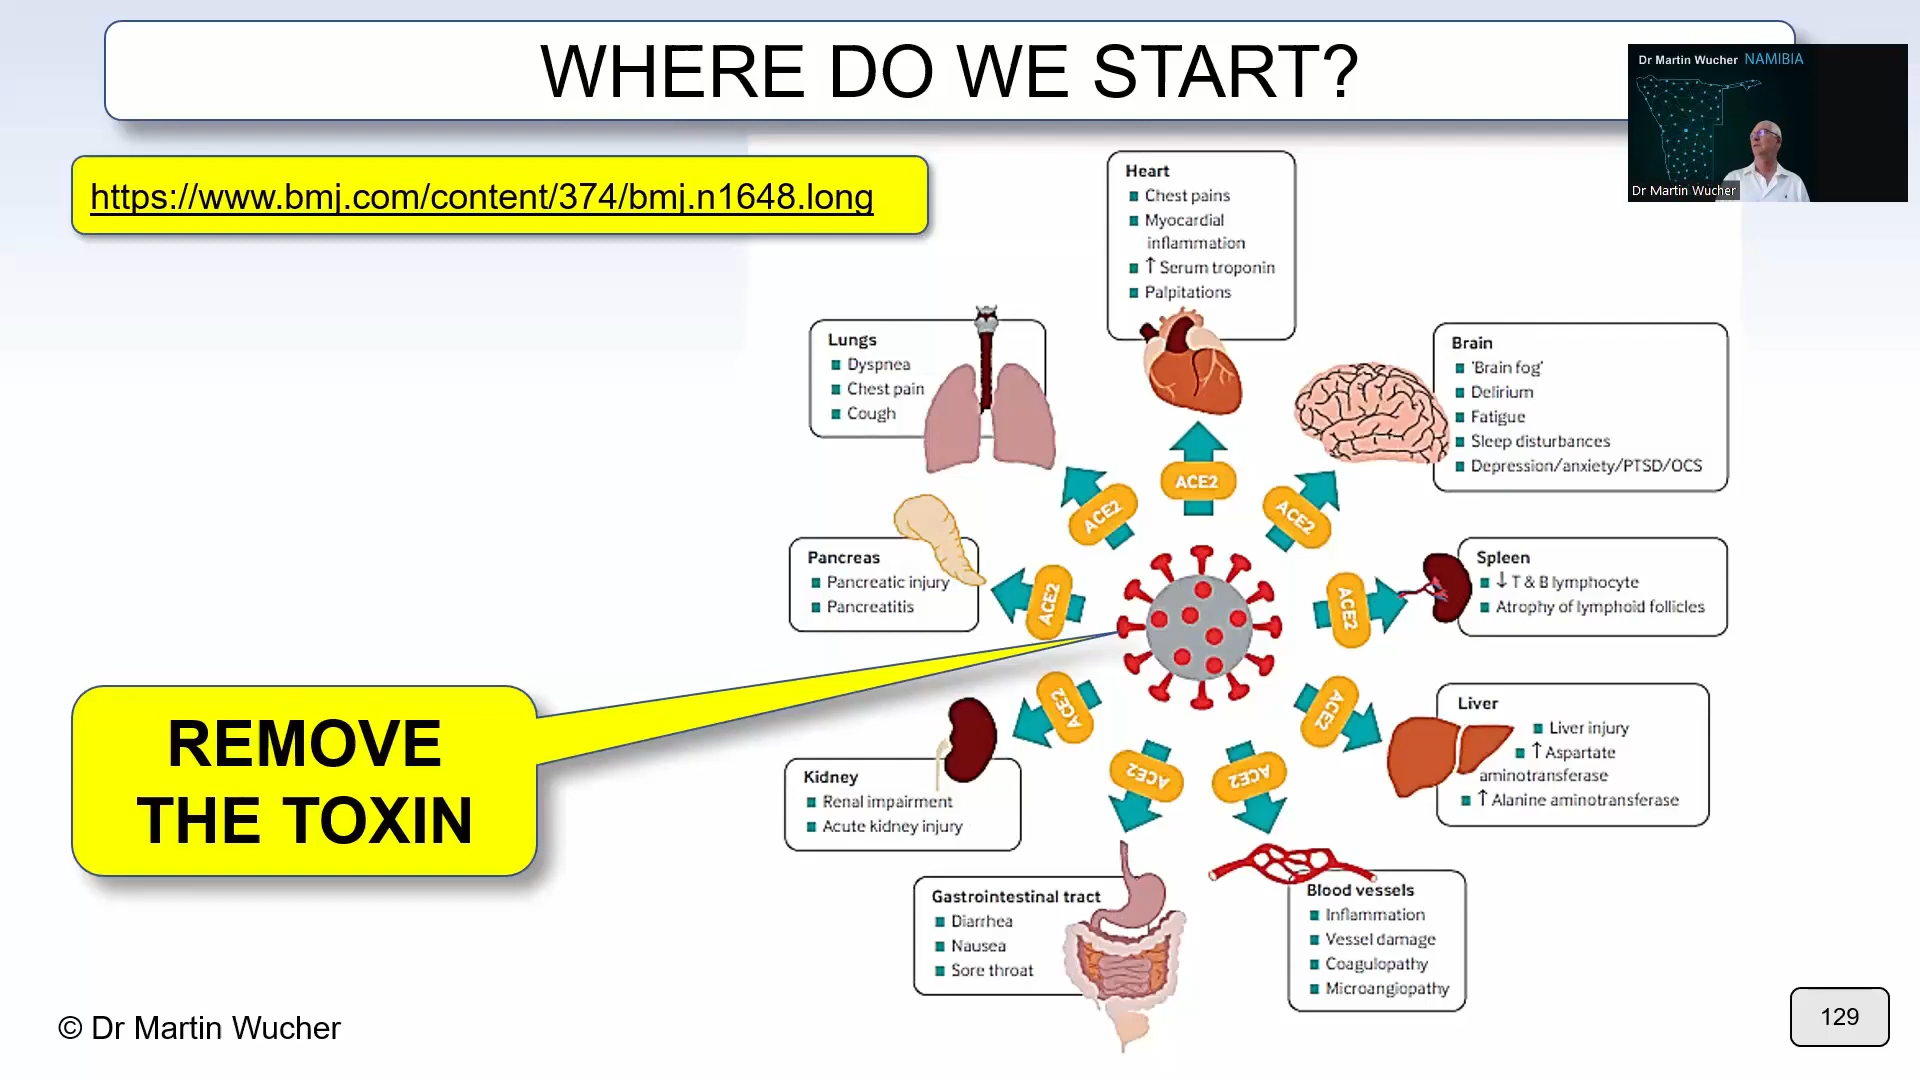 WHERE DO WE START?
Dr Martin Wucher NAMIBIA
Dr Martin Wucher
https://www.bmj.com/content/374/bmj.n1648.long
Heart
Chest pains
Myocardial
inflammation
↑ Serum troponin
Palpitations
Lungs
Dyspnea
Chest pain
Cough
Brain
'Brain fog'
Delirium
Fatigue
Sleep disturbances
Depression/anxiety/PTSD/OCS
ACE2
ACE2
ACE2
Pancreas
Pancreatic injury
Pancreatitis
ACE2
ACE2
Spleen
↓ T & B lymphocyte
Atrophy of lymphoid follicles
REMOVE
THE TOXIN
ACE2
ACE2
Liver
Liver injury
↑ Aspartate
aminotransferase
↑ Alanine aminotransferase
Kidney
Renal impairment
Acute kidney injury
ACE2
ACE2
Gastrointestinal tract
Diarrhea
Nausea
Sore throat
Blood vessels
Inflammation
Vessel damage
Coagulopathy
Microangiopathy
© Dr Martin Wucher
129